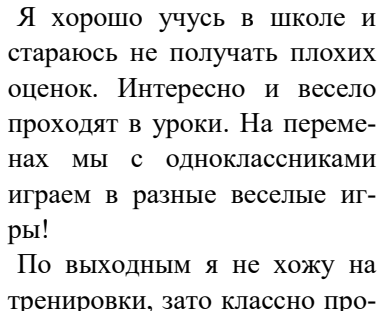 Я хорошо учусь в школе и
стараюсь не получать плохих
оценок. Интересно и весело
проходят в уроки. На переме-
нах мы с одноклассниками
играем в разные веселые иг-
ры!
По выходным я не хожу на
тренировки, зато классно про-